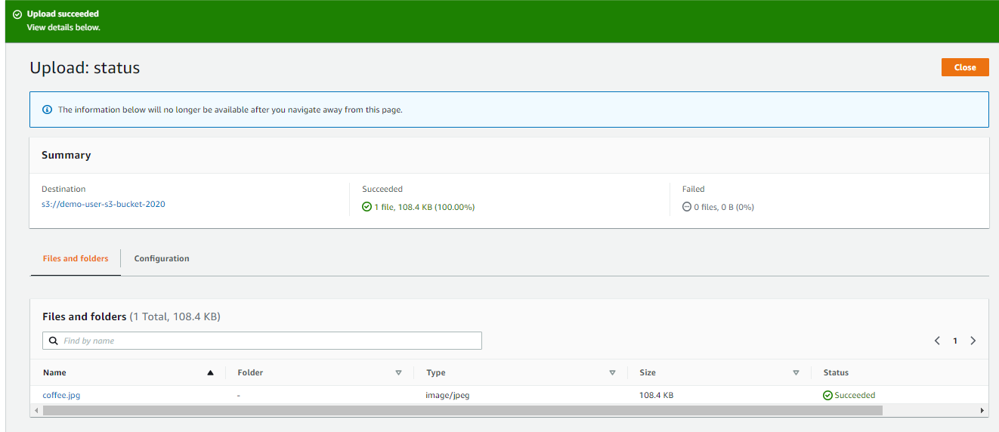 Upload succeeded
View details below.
Upload: status
Close
The information below will no longer be available after you navigate away from this page.
Summary
Destination
s3://demo-user-s3-bucket-2020
Succeeded
1 file, 108.4 KB (100.00%)
Failed
0 files, 0 B (0%)
Files and folders
Configuration
Files and folders (1 Total, 108.4 KB)
Find by name
1
Name Folder Type Size Status
coffee.jpg - image/jpeg 108.4 KB Succeeded